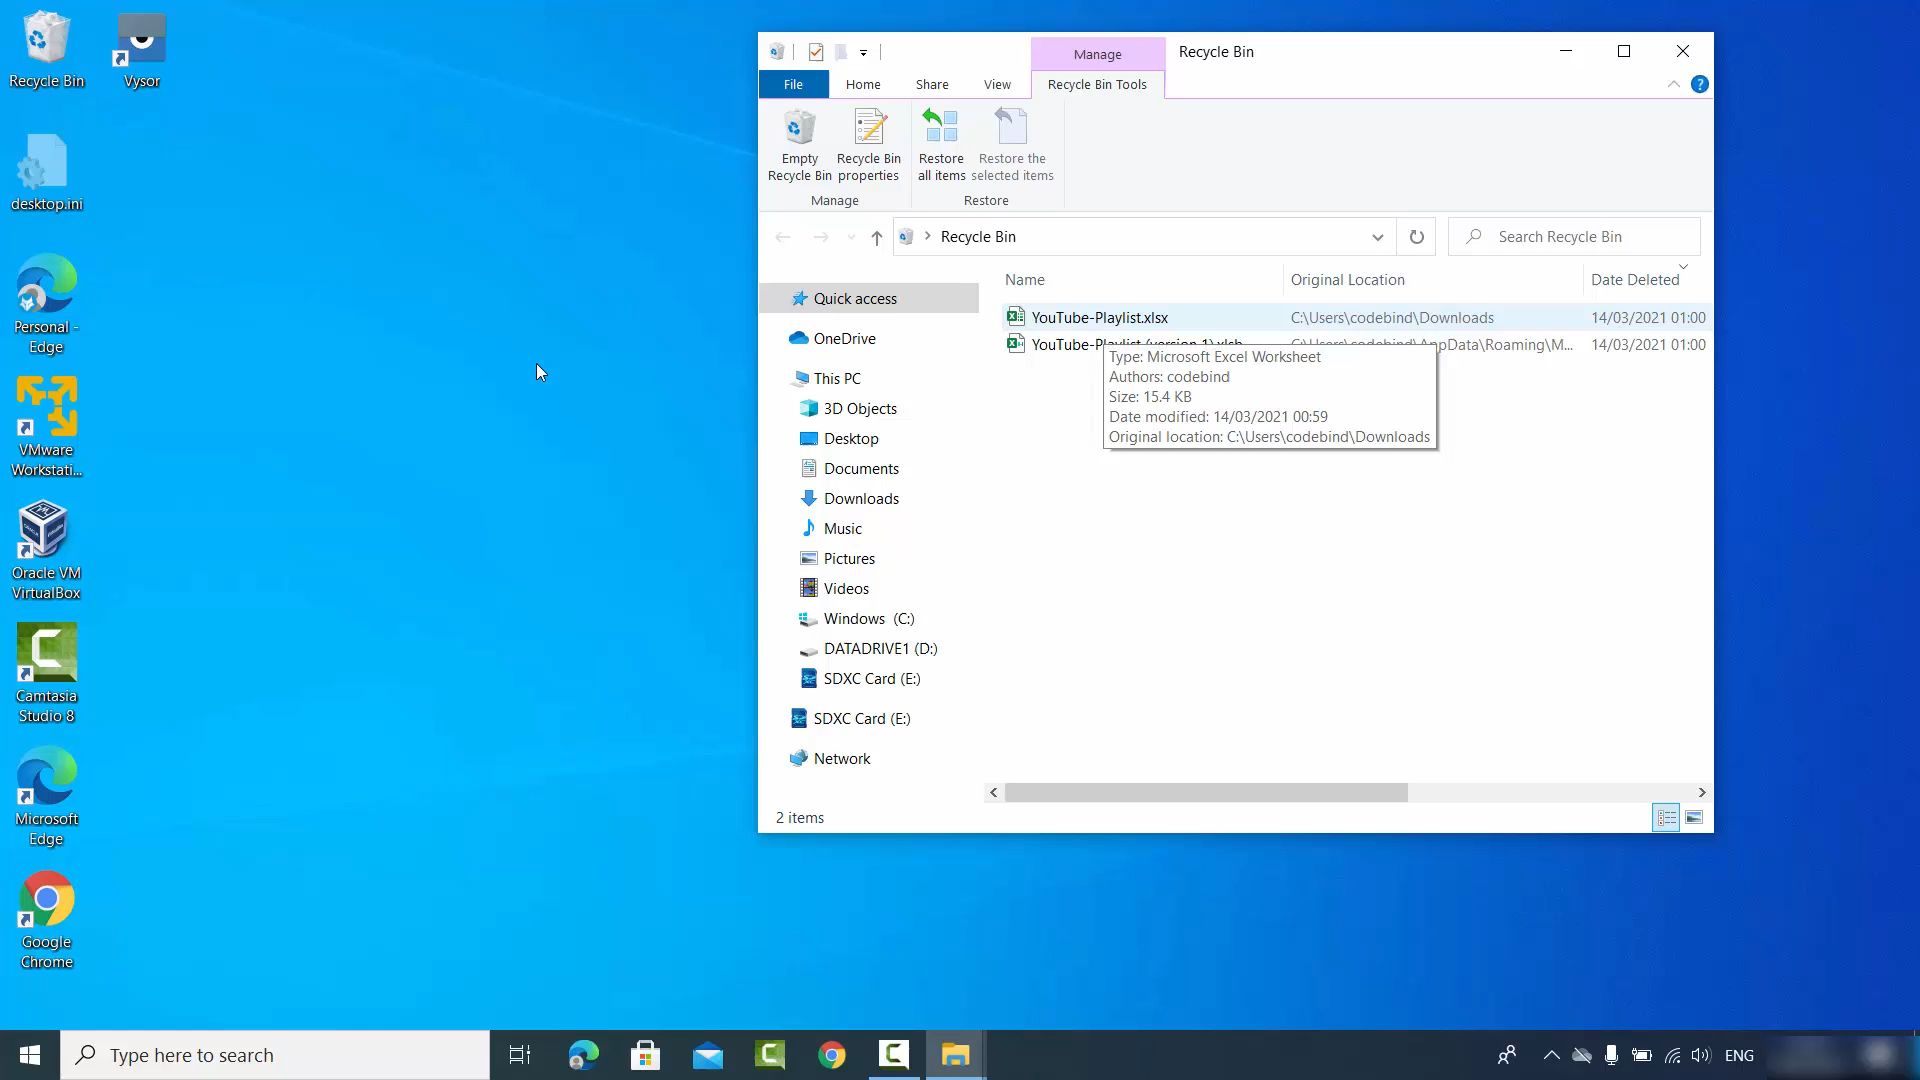 Recycle Bin
Vysor
desktop.ini
Personal -
Edge
VMware
Workstati...
Oracle VM
VirtualBox
Camtasia
Studio 8
Microsoft
Edge
Google
Chrome
Manage
Recycle Bin
File
Home
Share
View
Recycle Bin Tools
Empty
Recycle Bin
Recycle Bin
properties
Restore
all items
Restore the
selected items
Manage
Restore
Recycle Bin
Search Recycle Bin
Name
Original Location
Date Deleted
YouTube-Playlist.xlsx
C:\Users\codebind\Downloads
14/03/2021 01:00
YouTube-Playlist (version 1).xlsb
C:\Users\codebind\AppData\Roaming\M...
14/03/2021 01:00
Type: Microsoft Excel Worksheet
Authors: codebind
Size: 15.4 KB
Date modified: 14/03/2021 00:59
Original location: C:\Users\codebind\Downloads
Quick access
OneDrive
This PC
3D Objects
Desktop
Documents
Downloads
Music
Pictures
Videos
Windows (C:)
DATADRIVE1 (D:)
SDXC Card (E:)
SDXC Card (E:)
Network
2 items
Type here to search
ENG